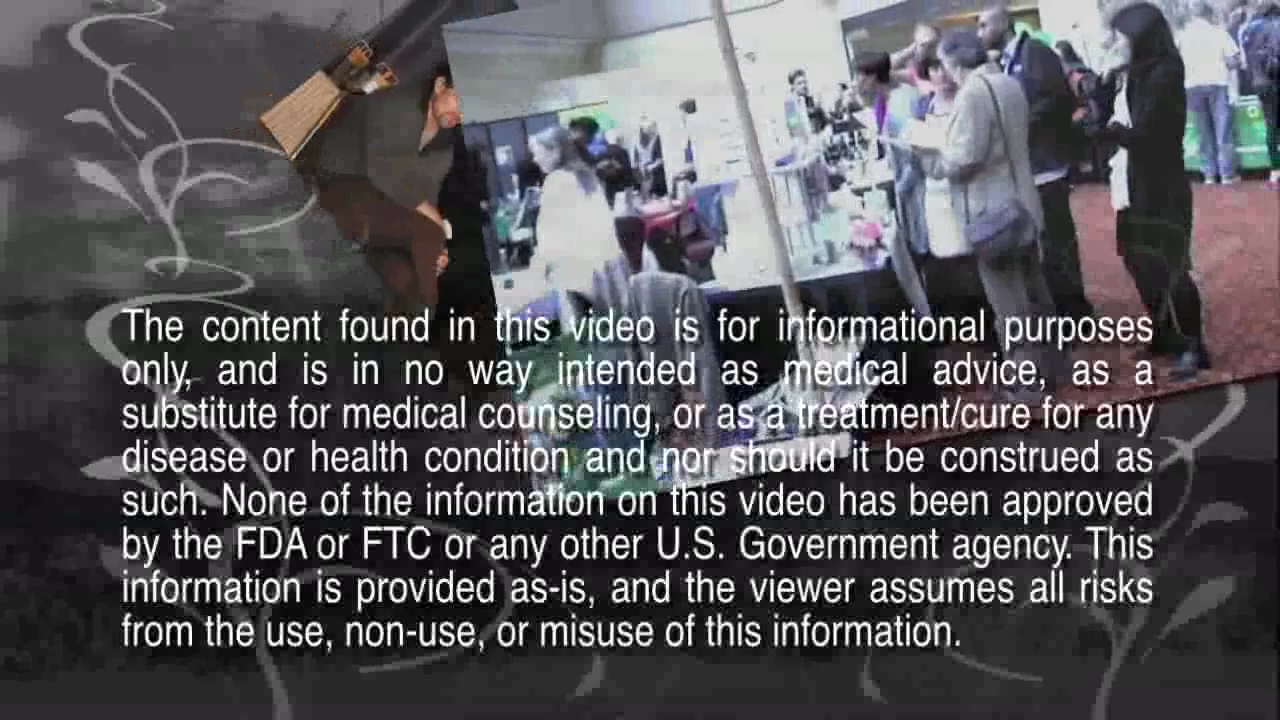 The content found in this video is for informational purposes
only, and is in no way intended as medical advice, as a
substitute for medical counseling, or as a treatment/cure for any
disease or health condition and nor should it be construed as
such. None of the information on this video has been approved
by the FDA or FTC or any other U.S. Government agency. This
information is provided as-is, and the viewer assumes all risks
from the use, non-use, or misuse of this information.